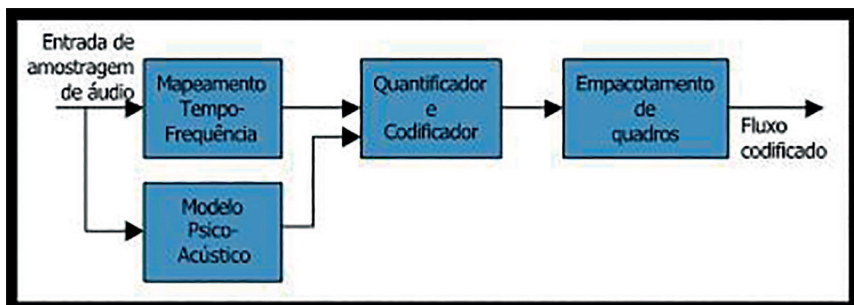 Entrada de
amostragem
de áudio
Mapeamento
Tempo-
Frequência
Quantificador
e
Codificador
Empacotamento
de
quadros
Fluxo
codificado
Modelo
Psico-
Acústico